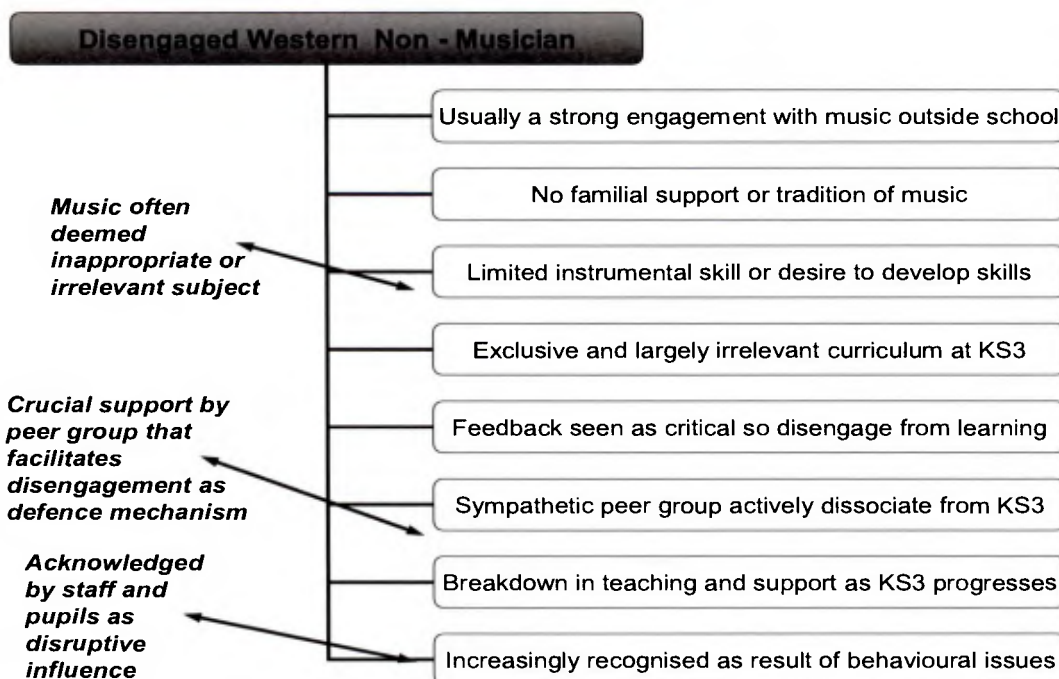 Disengaged Western Non - Musician
Usually a strong engagement with music outside school
No familial support or tradition of music
Music often
deemed
inappropriate or
irrelevant subject
Limited instrumental skill or desire to develop skills
Exclusive and largely irrelevant curriculum at KS3
Crucial support by
peer group that
facilitates
disengagement as
defence mechanism
Feedback seen as critical so disengage from learning
Sympathetic peer group actively dissociate from KS3
Acknowledged
by staff and
pupils as
disruptive
influence
Breakdown in teaching and support as KS3 progresses
Increasingly recognised as result of behavioural issues